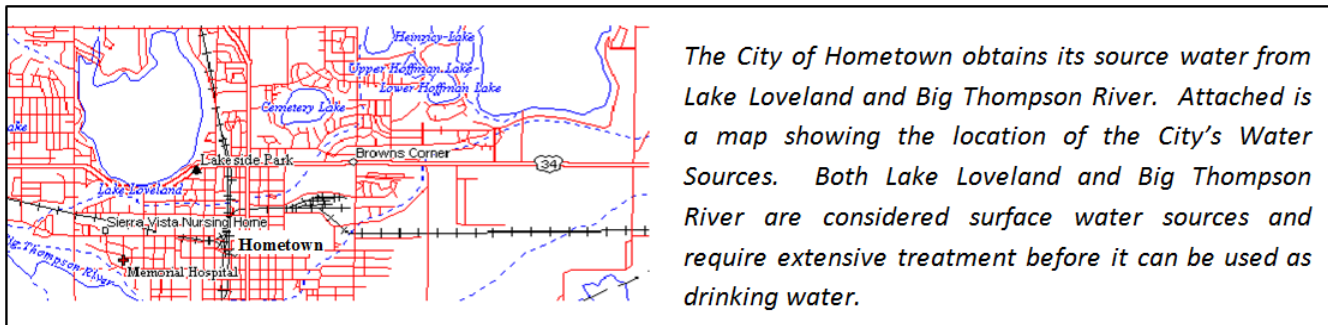 Heinricy Lake
Upper Hoffman Lake
Lower Hoffman Lake
Cemetery Lake
ake
Browns Corner
34
Lakeside Park
Lake Loveland
Sierra Vista Nursing Home
Hometown
Big Thompson River
Memorial Hospital
The City of Hometown obtains its source water from
Lake Loveland and Big Thompson River. Attached is
a map showing the location of the City's Water
Sources. Both Lake Loveland and Big Thompson
River are considered surface water sources and
require extensive treatment before it can be used as
drinking water.